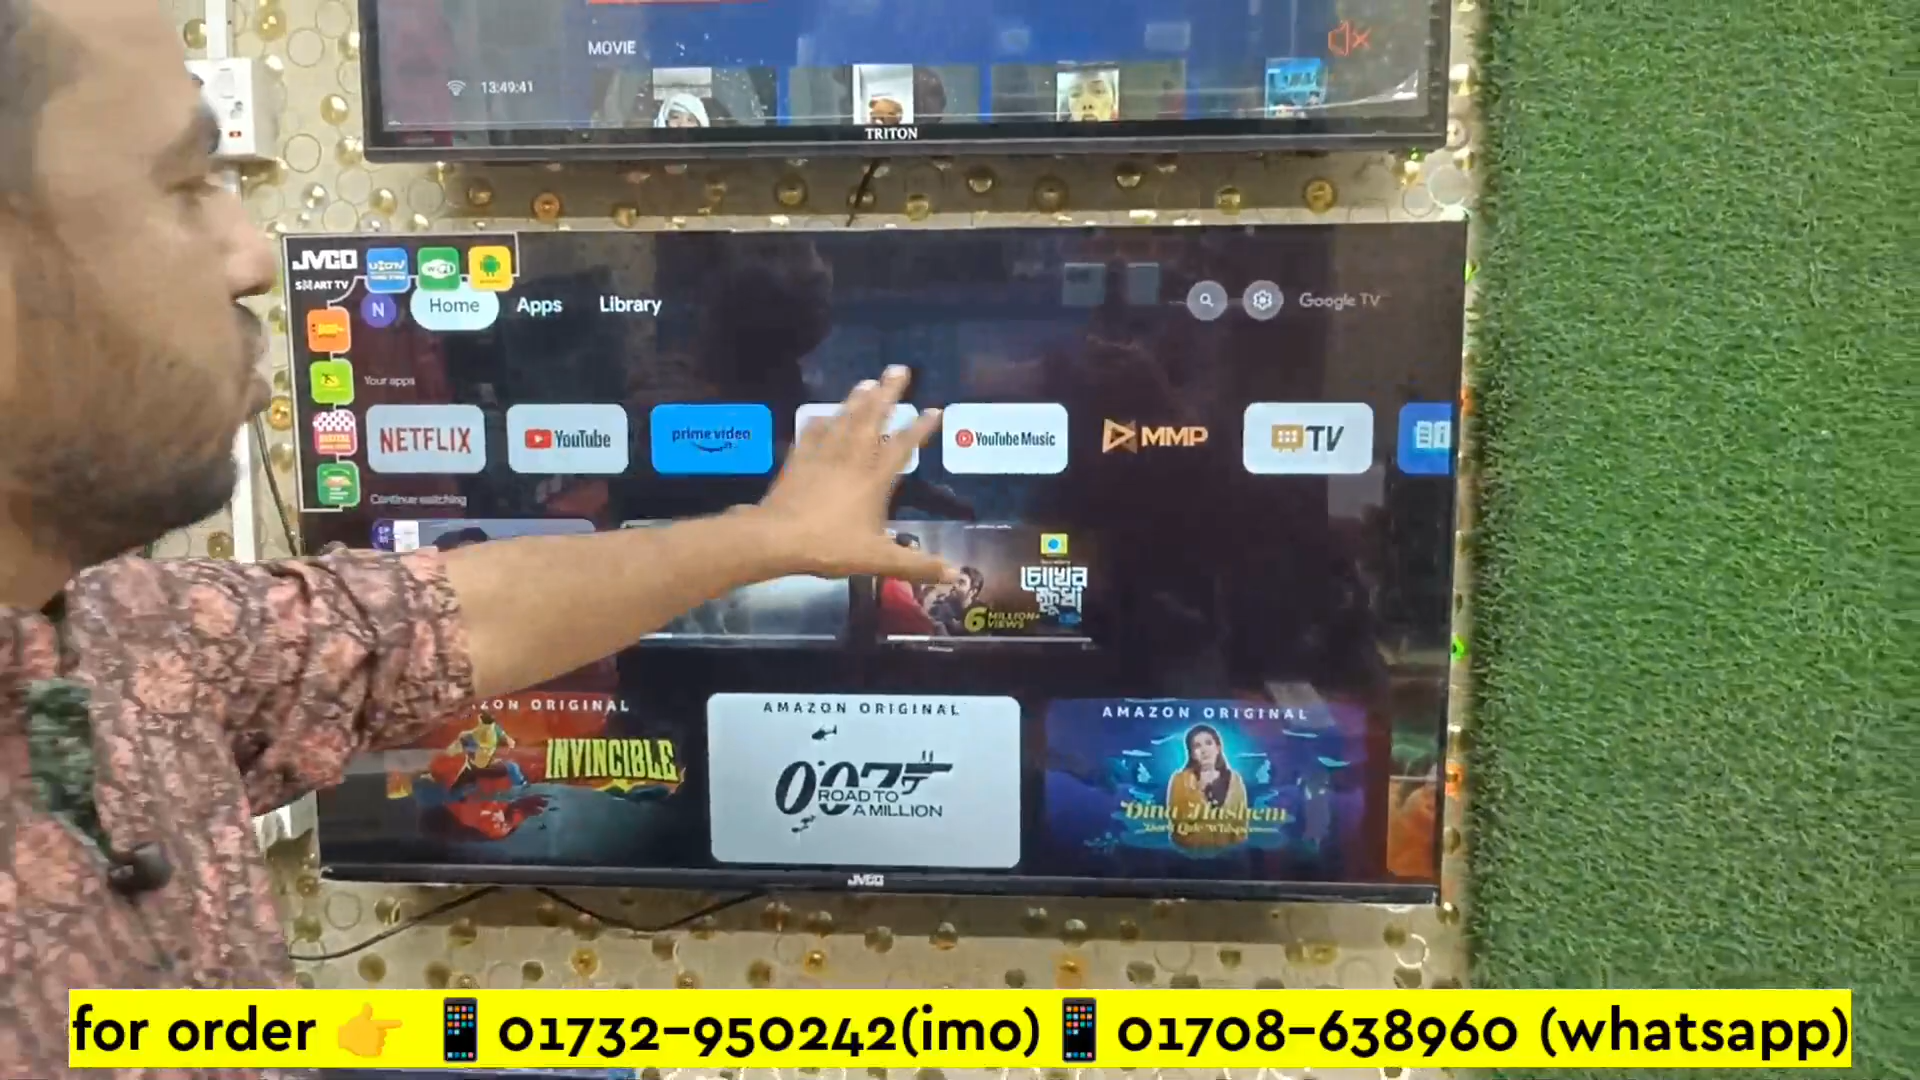 MOVIE
13:49:41
TRITON
JVCO
SMART TV
WiFi
N
Home
Apps
Library
Google TV
Your apps
NETFLIX
YouTube
prime video
YouTube Music
MMP
TV
Continue watching
চোখের
ক্ষুধা
6 MILLION+
VIEWS
ZON ORIGINAL
INVINCIBLE
AMAZON ORIGINAL
007
ROAD TO
A MILLION
AMAZON ORIGINAL
Dina Hashem
JVCO
for order 👉 📱01732-950242(imo)📱01708-638960 (whatsapp)